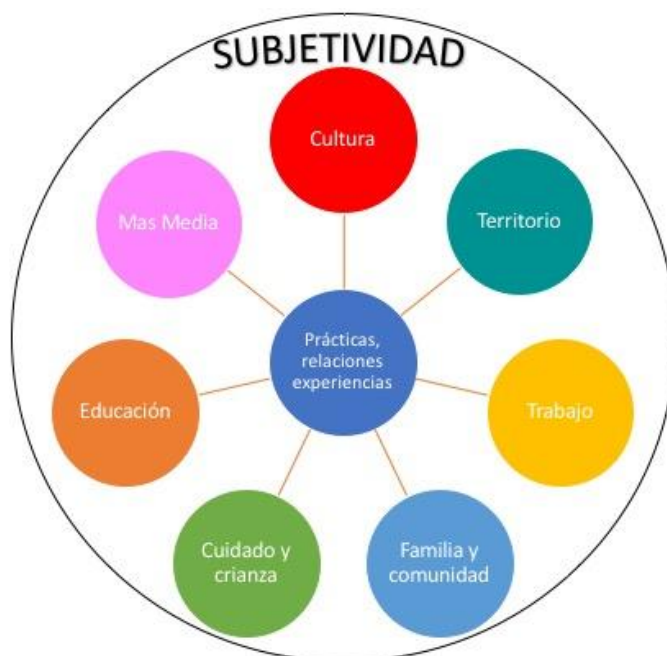 SUBJETIVIDAD
Cultura
Mas Media
Territorio
Prácticas,
relaciones
experiencias
Educación
Trabajo
Cuidado y
crianza
Familia y
comunidad